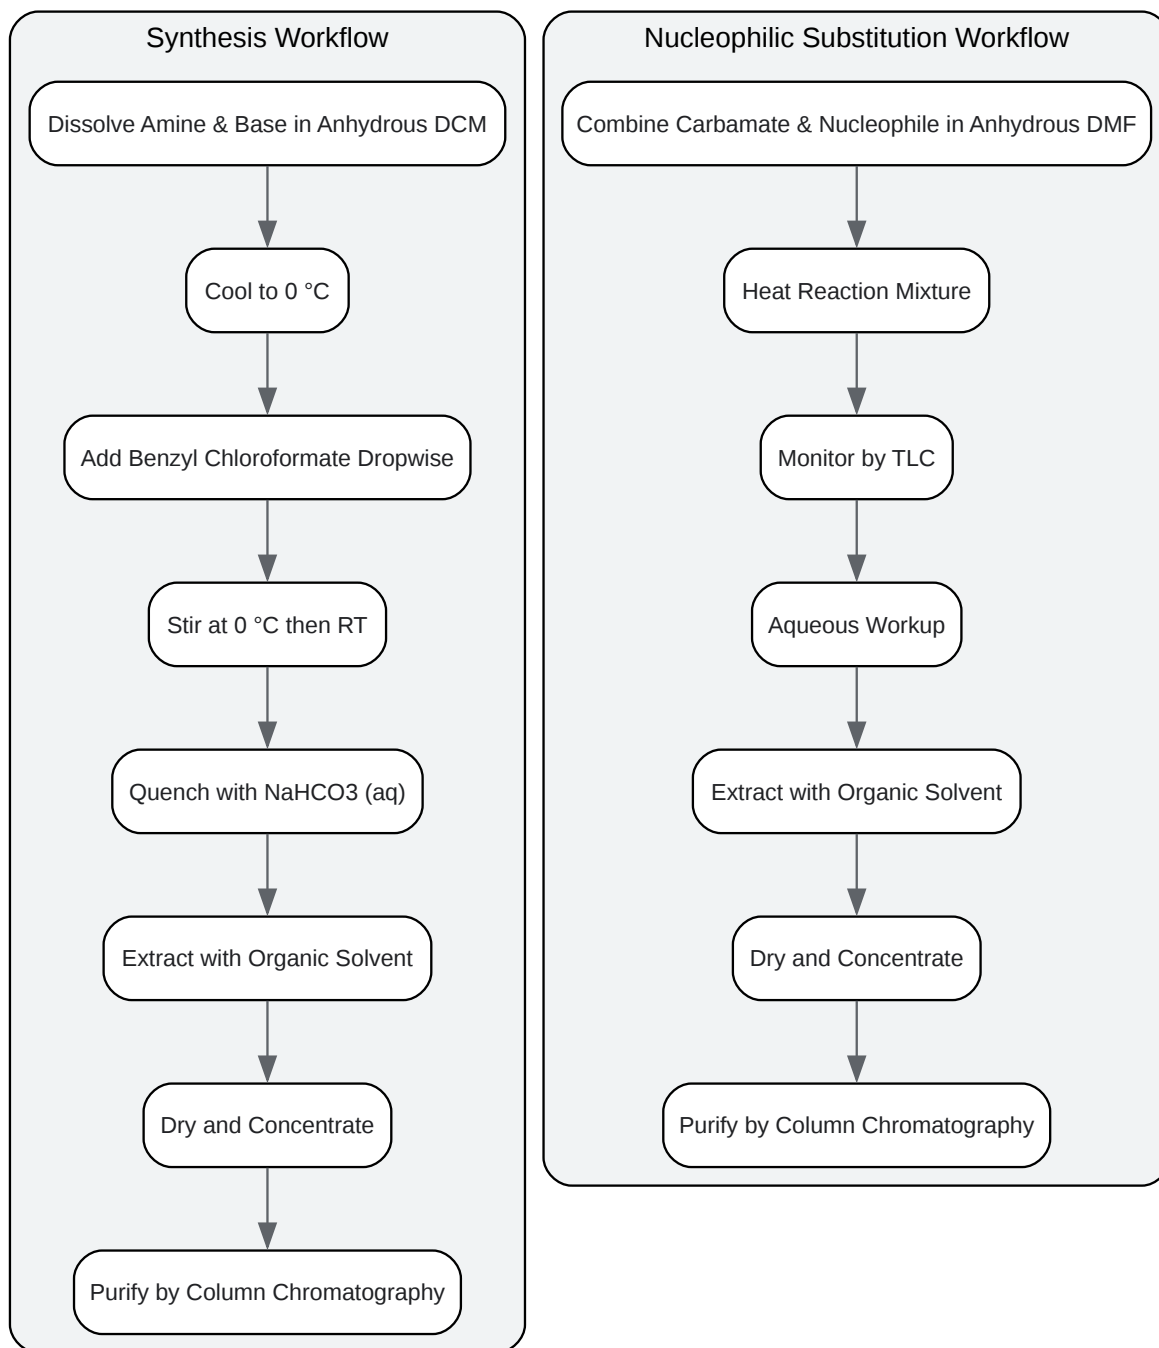 Synthesis Workflow
Dissolve Amine & Base in Anhydrous DCM
Cool to 0 °C
Add Benzyl Chloroformate Dropwise
Stir at 0 °C then RT
Quench with NaHCO3 (aq)
Extract with Organic Solvent
Dry and Concentrate
Purify by Column Chromatography
Nucleophilic Substitution Workflow
Combine Carbamate & Nucleophile in Anhydrous DMF
Heat Reaction Mixture
Monitor by TLC
Aqueous Workup
Extract with Organic Solvent
Dry and Concentrate
Purify by Column Chromatography